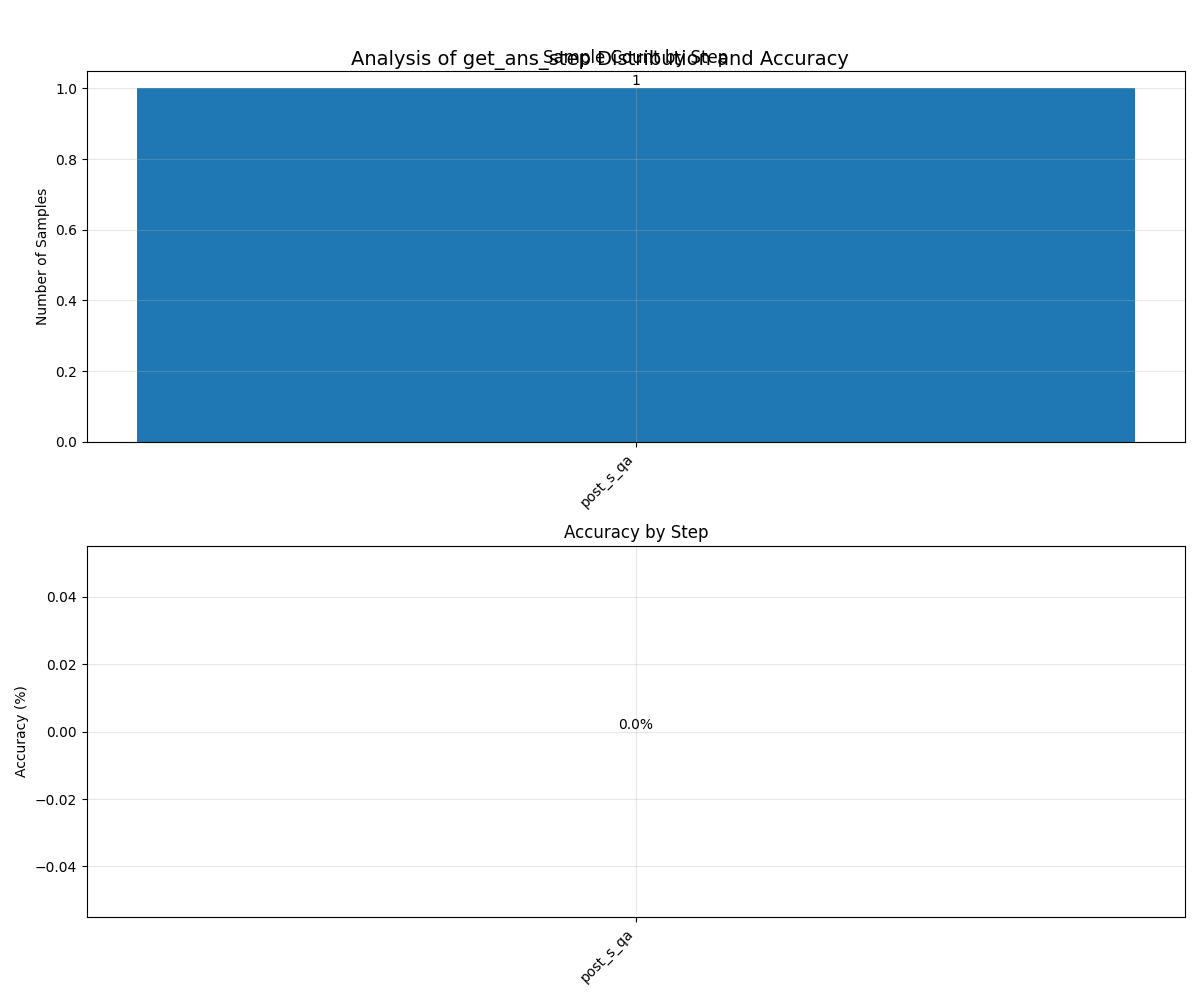 Analysis of get_ans_step Distribution and Accuracy
Sample Count by Step
1
1.0
0.8
0.6
0.4
0.2
0.0
Number of Samples
post_s_qa
Accuracy by Step
0.04
0.02
0.00
−0.02
−0.04
0.0%
Accuracy (%)
post_s_qa